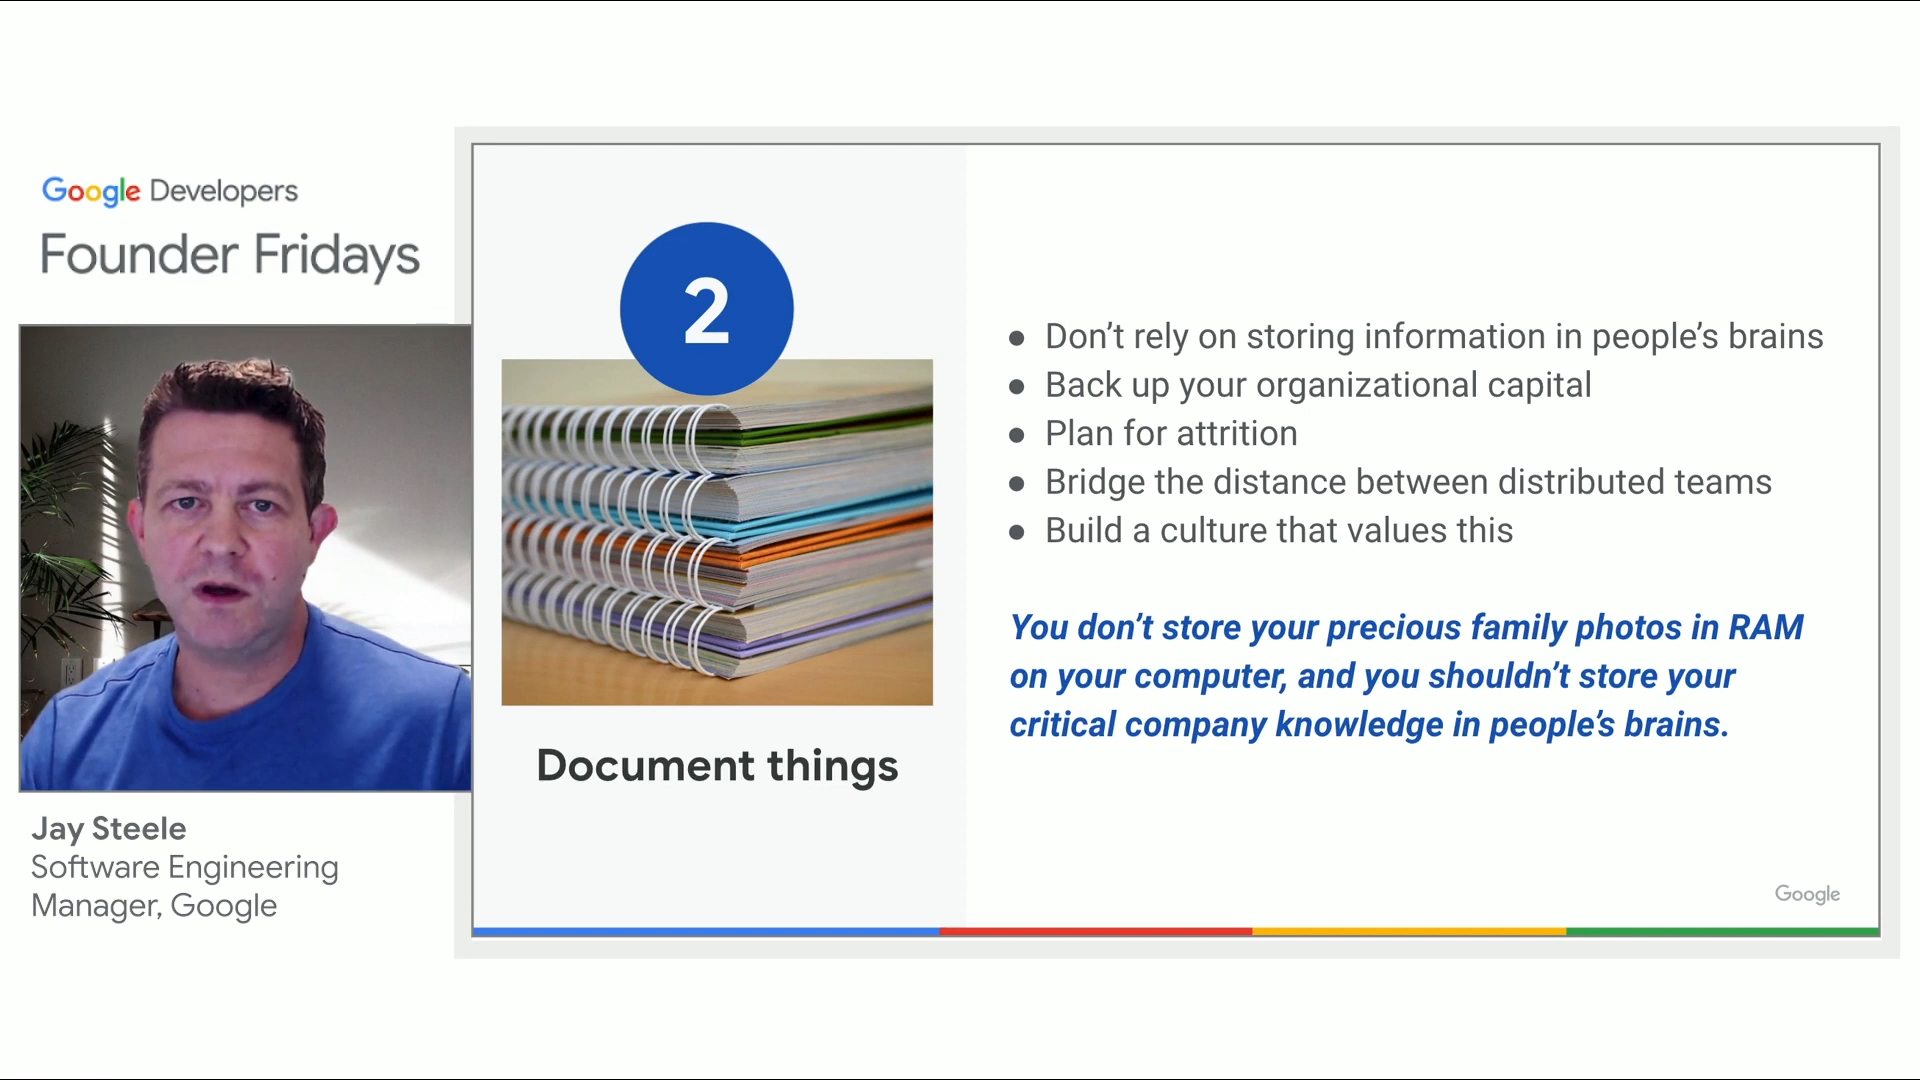 Google Developers
Founder Fridays
Jay Steele
Software Engineering
Manager, Google
2
Document things
● Don’t rely on storing information in people’s brains
● Back up your organizational capital
● Plan for attrition
● Bridge the distance between distributed teams
● Build a culture that values this
You don’t store your precious family photos in RAM
on your computer, and you shouldn’t store your
critical company knowledge in people’s brains.
Google